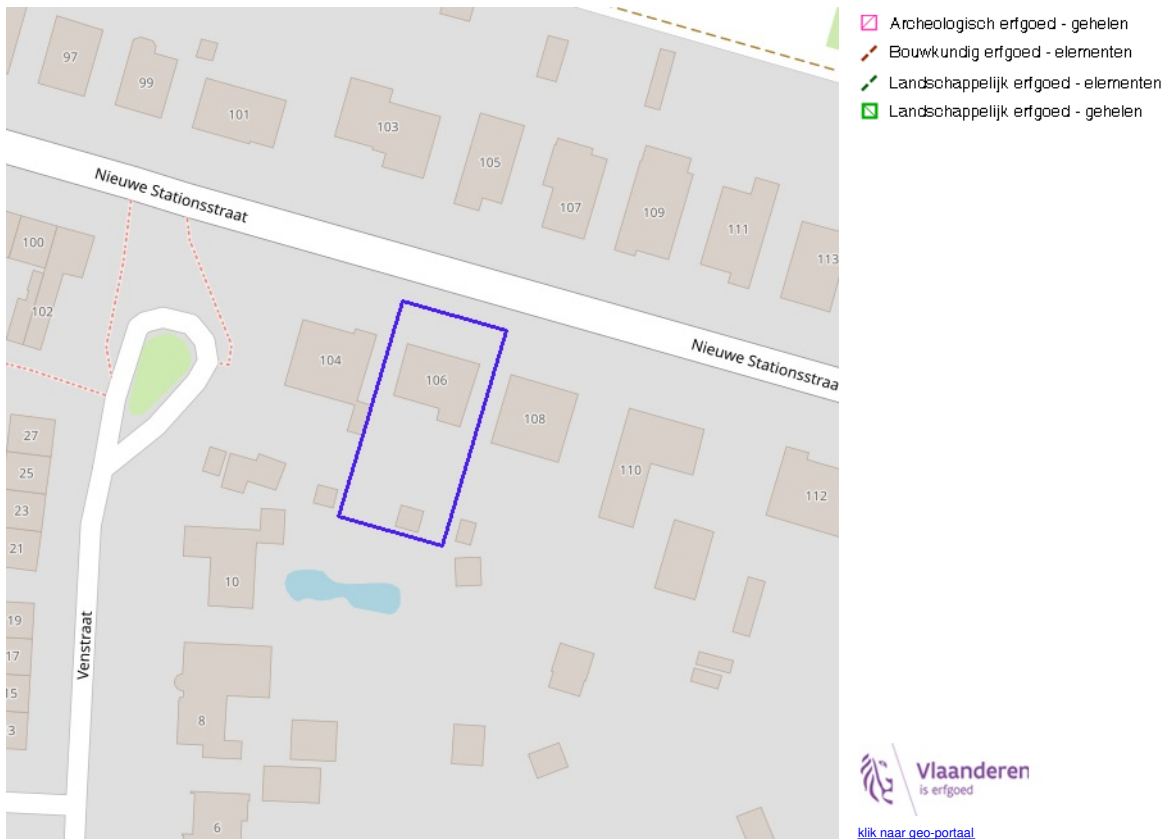 97
99
101
103
105
107
109
111
113
Nieuwe Stationsstraat
100
102
104
106
108
110
112
Nieuwe Stationsstraa
27
25
23
21
19
17
15
3
10
8
6
Venstraat
Archeologisch erfgoed - gehelen
Bouwkundig erfgoed - elementen
Landschappelijk erfgoed - elementen
Landschappelijk erfgoed - gehelen
Vlaanderen
is erfgoed
klik naar geo-portaal